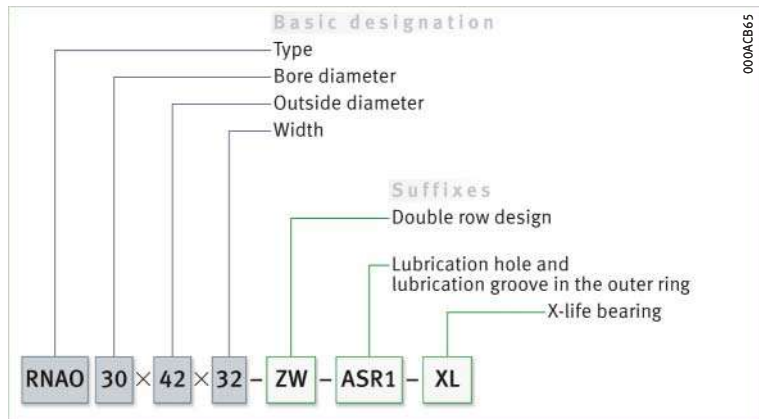 Basic designation
Type
Bore diameter
Outside diameter
Width
Suffixes
Double row design
Lubrication hole and
lubrication groove in the outer ring
X-life bearing
RNAO 30 × 42 × 32 – ZW – ASR1 – XL
000ACB65